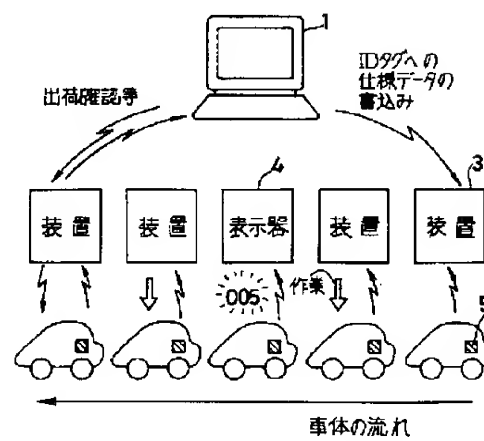 1
出荷確認等
IDタグへの
仕様データの
書込み
4
3
装置
装置
表示器
装置
装置
005
作業
5
車体の流れ